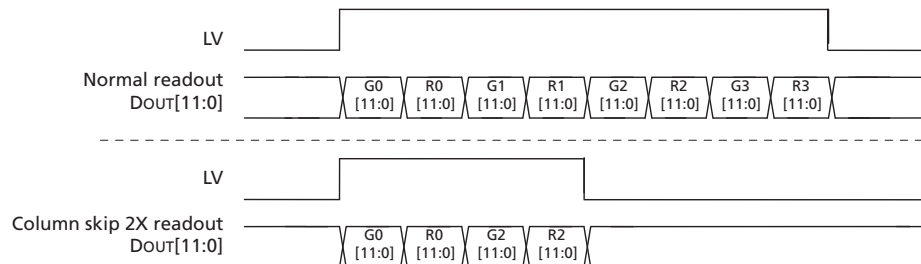 LV
Normal readout
DOUT[11:0]
G0 R0 G1 R1 G2 R2 G3 R3
[11:0] [11:0] [11:0] [11:0] [11:0] [11:0] [11:0] [11:0]
LV
Column skip 2X readout
DOUT[11:0]
G0 R0 G2 R2
[11:0] [11:0] [11:0] [11:0]